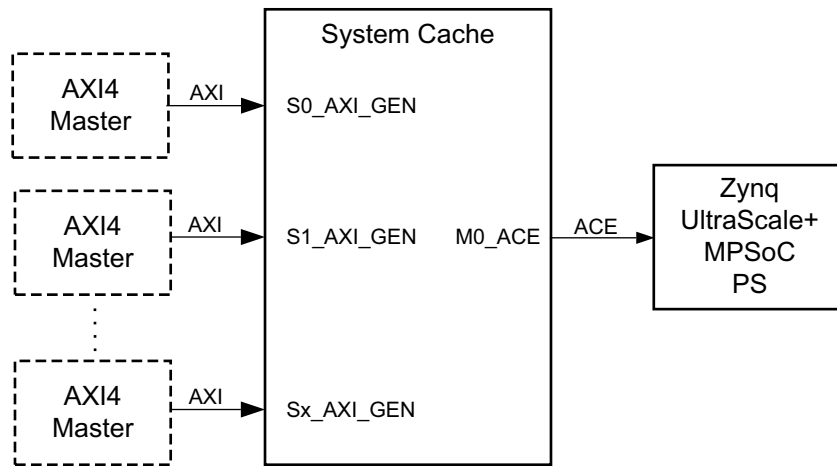 System Cache
AXI4
Master
AXI
S0_AXI_GEN
AXI4
Master
AXI
S1_AXI_GEN
M0_ACE
ACE
Zynq
UltraScale+
MPSoC
PS
AXI4
Master
AXI
Sx_AXI_GEN